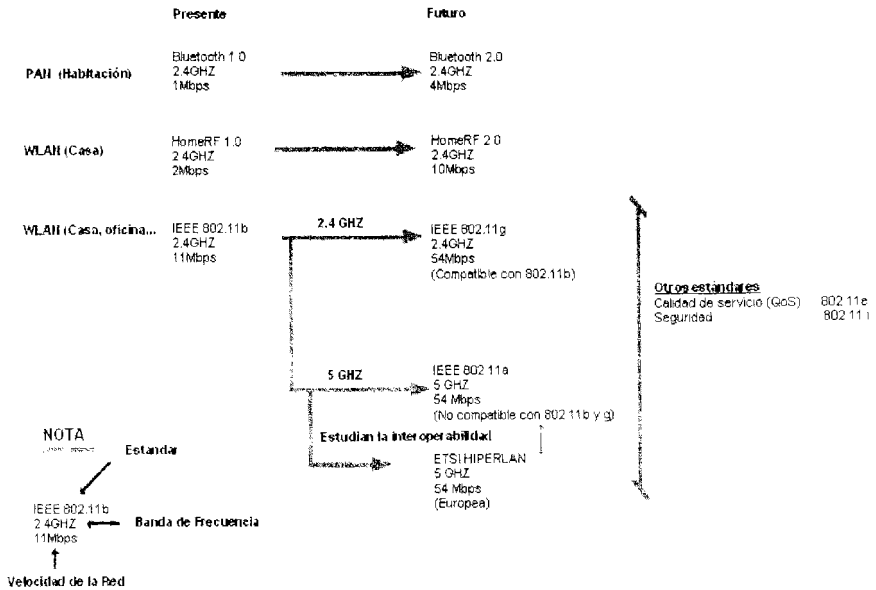 Presente Futuro
PAN (Habitación)
Bluetooth 1.0
2.4GHZ
1Mbps
Bluetooth 2.0
2.4GHZ
4Mbps
WLAN (Casa)
HomeRF 1.0
2.4GHZ
2Mbps
HomeRF 2.0
2.4GHZ
10Mbps
WLAN (Casa, oficina...
IEEE 802.11b
2.4GHZ
11Mbps
2.4 GHZ
IEEE 802.11g
2.4GHZ
54Mbps
(Compatible con 802.11b)
Otros estándares
Calidad de servicio (QoS) 802.11e
Seguridad 802.11 i
5 GHZ
IEEE 802.11a
5 GHZ
54 Mbps
(No compatible con 802.11b y g)
Estudian la interoperabilidad
ETSI HIPERLAN
5 GHZ
54 Mbps
(Europea)
NOTA
Estandar
IEEE 802.11b
2.4GHZ
11Mbps
Banda de Frecuencia
Velocidad de la Red